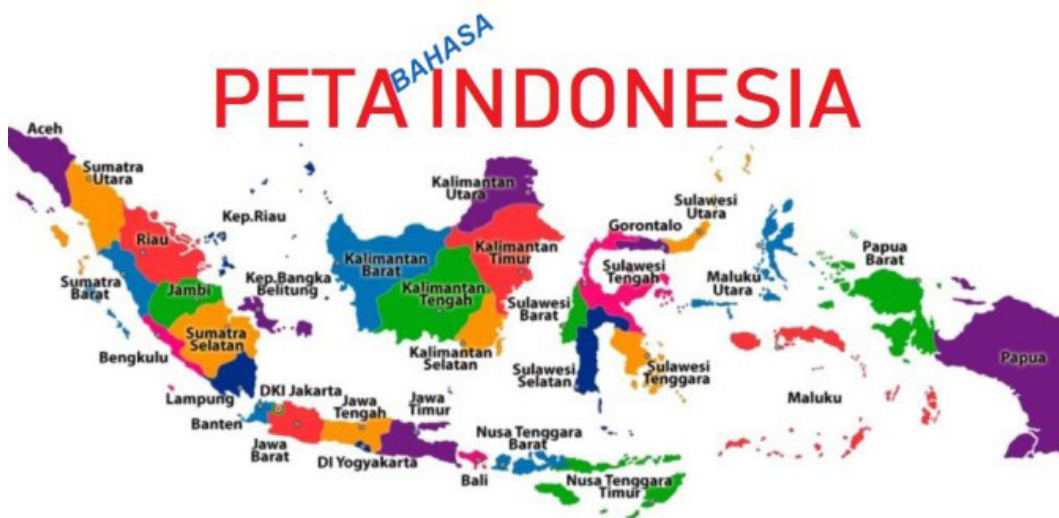 BAHASA
PETA INDONESIA
Aceh
Sumatra
Utara
Kep.Riau
Riau
Sumatra
Barat
Jambi
Kep.Bangka
Belitung
Sumatra
Selatan
Bengkulu
Lampung
DKI Jakarta
Banten
Jawa
Barat
Jawa
Tengah
DI Yogyakarta
Jawa
Timur
Bali
Nusa Tenggara
Barat
Nusa Tenggara
Timur
Kalimantan
Utara
Kalimantan
Barat
Kalimantan
Timur
Kalimantan
Tengah
Kalimantan
Selatan
Gorontalo
Sulawesi
Utara
Sulawesi
Tengah
Sulawesi
Barat
Sulawesi
Selatan
Sulawesi
Tenggara
Maluku
Utara
Maluku
Papua
Barat
Papua